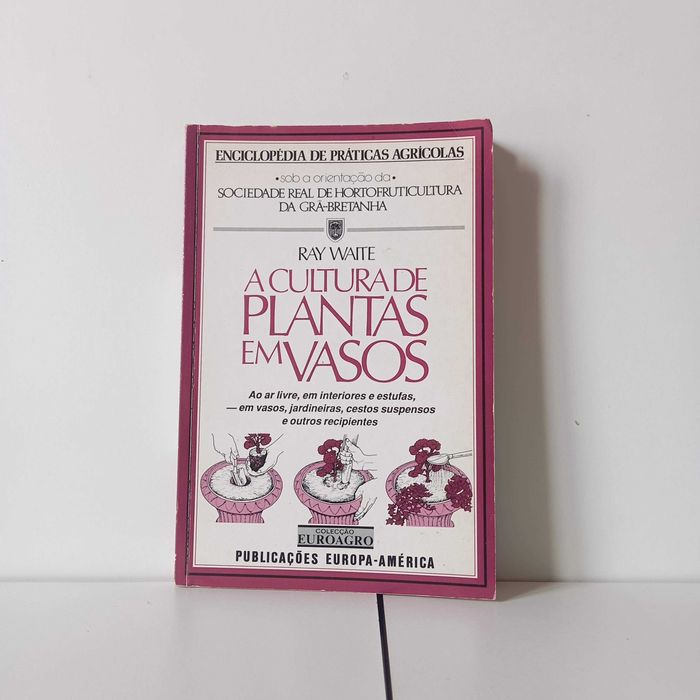 ENCICLOPÉDIA DE PRÁTICAS AGRÍCOLAS
• sob a orientação da •
SOCIEDADE REAL DE HORTOFRUTICULTURA
DA GRÃ-BRETANHA
RAY WAITE
A CULTURA DE
PLANTAS
EM VASOS
Ao ar livre, em interiores e estufas,
— em vasos, jardineiras, cestos suspensos
e outros recipientes
COLECÇÃO
EUROAGRO
PUBLICAÇÕES EUROPA-AMÉRICA